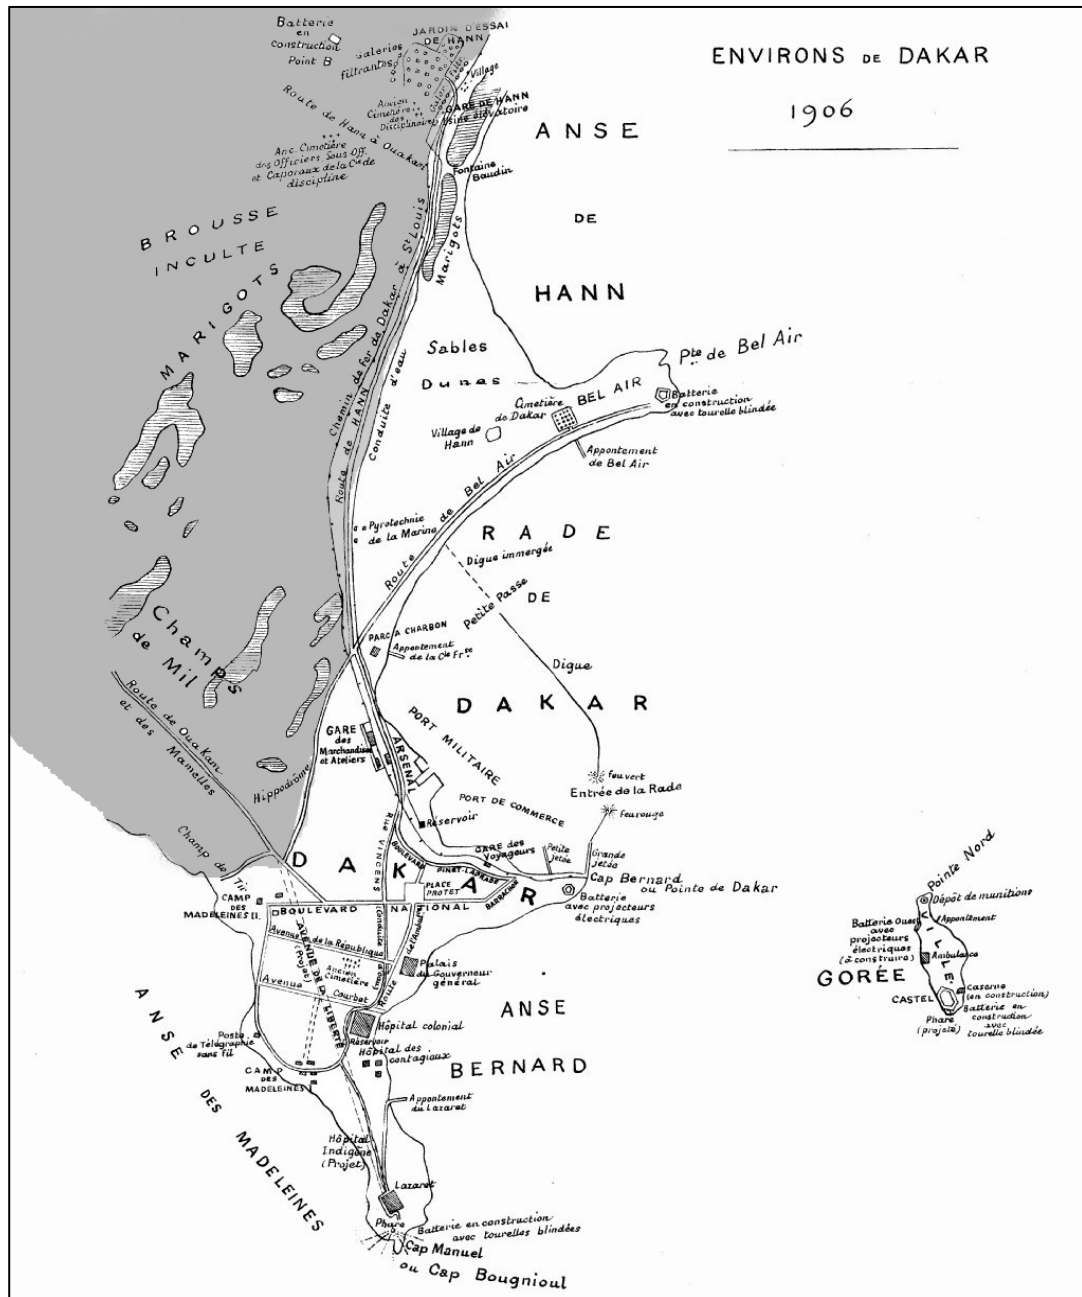 ENVIRONS DE DAKAR
1906
Batterie
en
construction
Point B
JARDIN D'ESSAI
DE HANN
Galeries
filtrantes
Village
GARE DE HANN
Usine élévatoire
Ancien
Cimetière
des
Disciplinaires
Route de Hann à Ouakam
Anc. Cimetière
des Officiers, Sous Off.
et Caporaux de la Cie de
discipline
Fontaine
Baudin
ANSE
DE
HANN
BROUSSE
INCULTE
MARIGOTS
Marigots
Chemin de fer de Dakar à St Louis
Route de HANN
Conduite d'eau
Sables
Dunes
Pte de Bel Air
BEL AIR
Batterie
en construction
avec tourelle blindée
Cimetière
de Dakar
Village de
Hann
Appontement
de Bel Air
Route de Bel Air
Pyrotechnie
de la Marine
RADE
DE
DAKAR
Digue immergée
Petite Passe
Digue
PARC A CHARBON
Appontement
de la Cie Frse
Champs
de Mil
Route de Ouakam
et des Mamelles
GARE
des
Marchandises
et Ateliers
ARSENAL
PORT MILITAIRE
Hippodrôme
feu vert
Entrée de la Rade
PORT DE COMMERCE
feu rouge
Réservoir
Rue VINCENS
BOULEVARD PINET-LAPRADE
GARE des
Voyageurs
Petite
jetée
Grande
jetée
Cap Bernard
ou Pointe de Dakar
Batterie
avec projecteurs
électriques
Champ de Tir
DAKAR
PLACE
PROTET
BARRACHOIS
CAMP
DES
MADELEINES II.
BOULEVARD NATIONAL
Avenue de la République
AVENUE DE LA LIBERTÉ
(Projet)
Conduite d'eau
Ancien
Cimetière
Palais
du Gouverneur
général
Avenue Courbet
Route
ANSE
BERNARD
Hôpital colonial
Réservoir
Hôpital des
contagieux
Poste
de Télégraphie
sans fil
CAMP
DES
MADELEINES I
ANSE DES MADELEINES
Appontement
du Lazaret
Hôpital
Indigène
(Projet)
Lazaret
Phare
Batterie en construction
avec tourelles blindées
Cap Manuel
ou Cap Bougnioul
Pointe Nord
Dépôt de munitions
Appontement
Batterie Ouest
avec
projecteurs
électriques
(à construire)
VILLE
Ambulance
GORÉE
CASTEL
Caserne
(en construction)
Phare
(projeté)
Batterie en
construction
avec
tourelle blindée